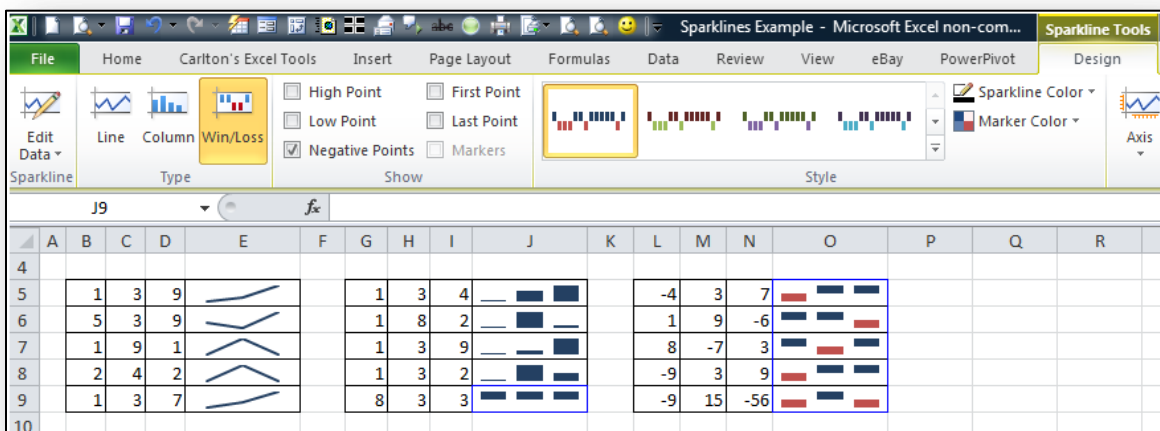 Sparklines Example - Microsoft Excel non-com... Sparkline Tools
File Home Carlton's Excel Tools Insert Page Layout Formulas Data Review View eBay PowerPivot Design
Edit Data Line Column Win/Loss
High Point First Point
Low Point Last Point
Negative Points Markers
Sparkline Color
Marker Color
Axis
Sparkline Type Show Style
J9 fx
A B C D E F G H I J K L M N O P Q R
4
5 1 3 9 1 3 4 -4 3 7
6 5 3 9 1 8 2 1 9 -6
7 1 9 1 1 3 9 8 -7 3
8 2 4 2 1 3 2 -9 3 9
9 1 3 7 8 3 3 -9 15 -56
10